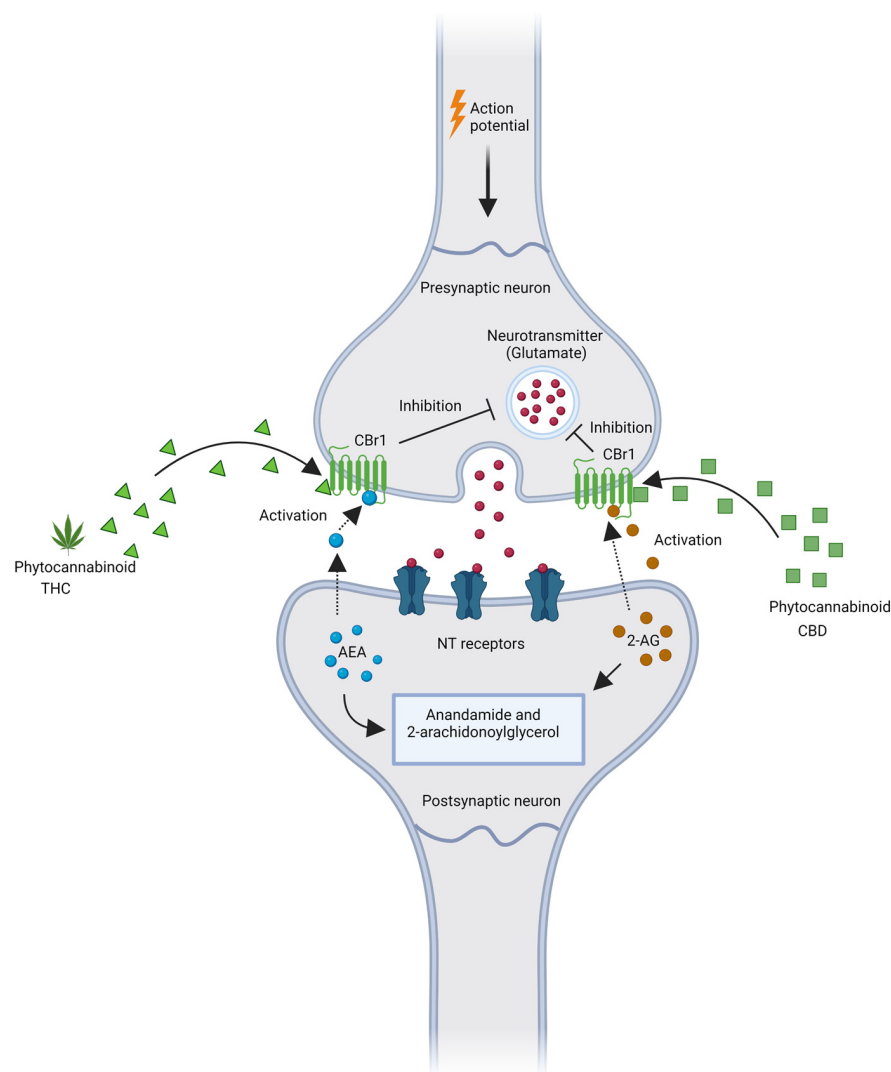 Action
potential
Presynaptic neuron
Neurotransmitter
(Glutamate)
Inhibition
Inhibition
CBr1
CBr1
Activation
Activation
Phytocannabinoid
THC
Phytocannabinoid
CBD
NT receptors
AEA
2-AG
Anandamide and
2-arachidonoylglycerol
Postsynaptic neuron